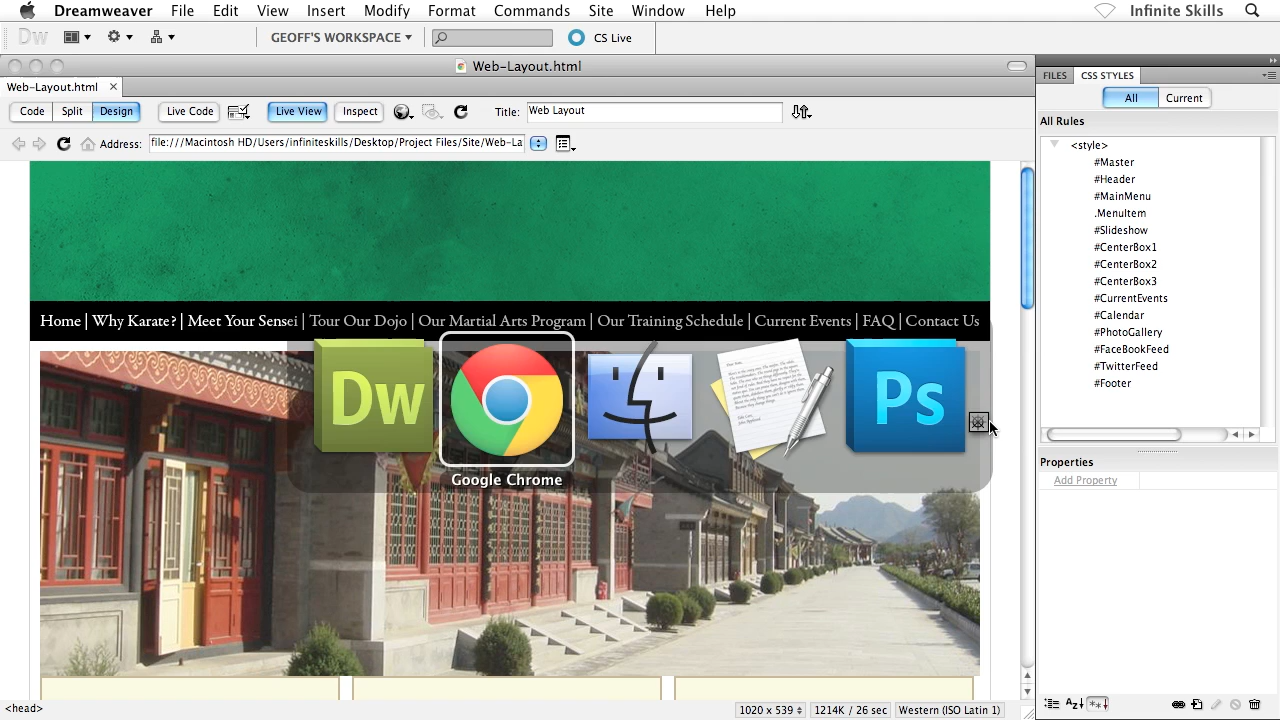 Dreamweaver File Edit View Insert Modify Format Commands Site Window Help Infinite Skills
Dw GEOFF'S WORKSPACE CS Live
Web-Layout.html
Web-Layout.html
Code Split Design Live Code Live View Inspect Title: Web Layout
Address: file:///Macintosh HD/Users/infiniteskills/Desktop/Project Files/Site/Web-La
Home | Why Karate? | Meet Your Sensei | Tour Our Dojo | Our Martial Arts Program | Our Training Schedule | Current Events | FAQ | Contact Us
Dw Ps
Google Chrome
<head> 1020 x 539 1214K / 26 sec Western (ISO Latin 1)
FILES CSS STYLES
All Current
All Rules
<style>
#Master
#Header
#MainMenu
.MenuItem
#Slideshow
#CenterBox1
#CenterBox2
#CenterBox3
#CurrentEvents
#Calendar
#PhotoGallery
#FaceBookFeed
#TwitterFeed
#Footer
Properties
Add Property